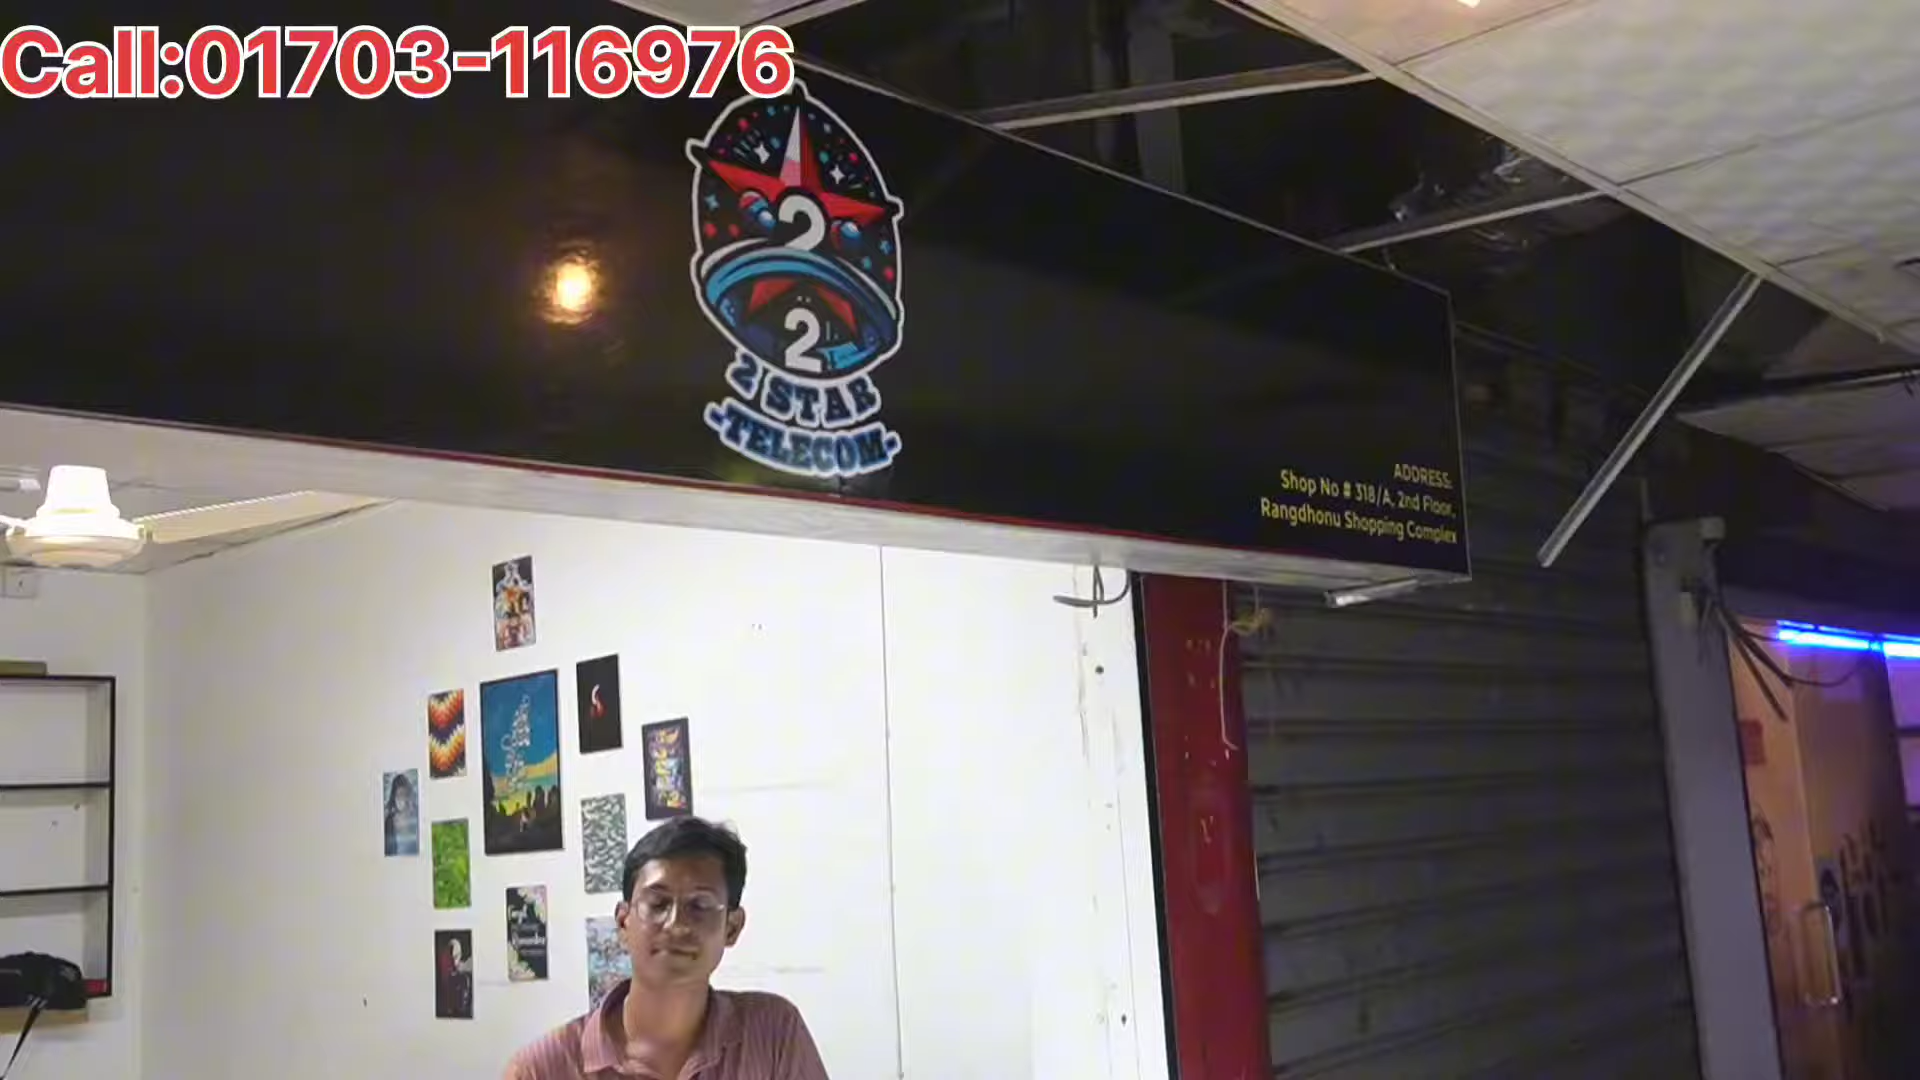 Call:01703-116976
2
2
2 STAR
-TELECOM-
ADDRESS:
Shop No # 318/A, 2nd Floor,
Rangdhonu Shopping Complex